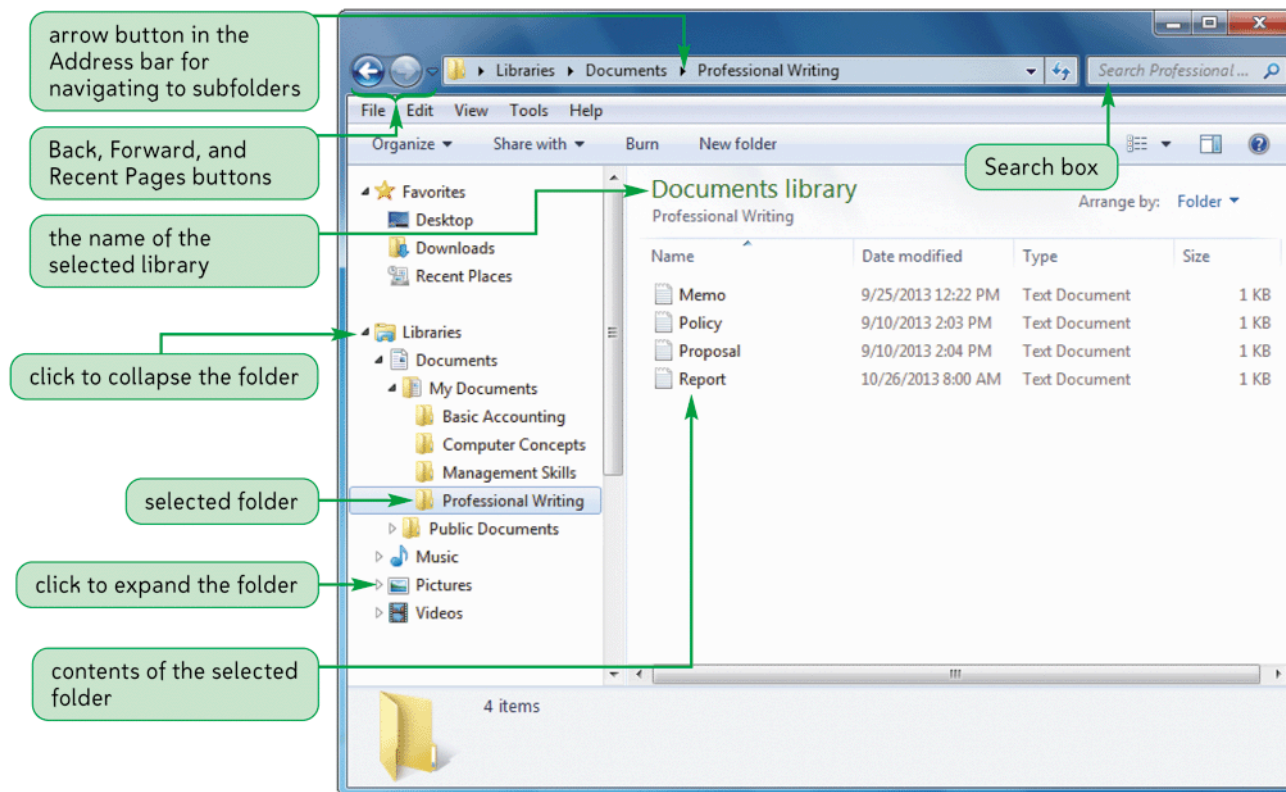 arrow button in the
Address bar for
navigating to subfolders
Back, Forward, and
Recent Pages buttons
the name of the
selected library
click to collapse the folder
selected folder
click to expand the folder
contents of the selected
folder
Libraries Documents Professional Writing
Search Professional ...
File Edit View Tools Help
Organize Share with Burn New folder
Search box
Favorites
Desktop
Downloads
Recent Places
Libraries
Documents
My Documents
Basic Accounting
Computer Concepts
Management Skills
Professional Writing
Public Documents
Music
Pictures
Videos
Documents library
Professional Writing
Arrange by: Folder
Name Date modified Type Size
Memo 9/25/2013 12:22 PM Text Document 1 KB
Policy 9/10/2013 2:03 PM Text Document 1 KB
Proposal 9/10/2013 2:04 PM Text Document 1 KB
Report 10/26/2013 8:00 AM Text Document 1 KB
4 items